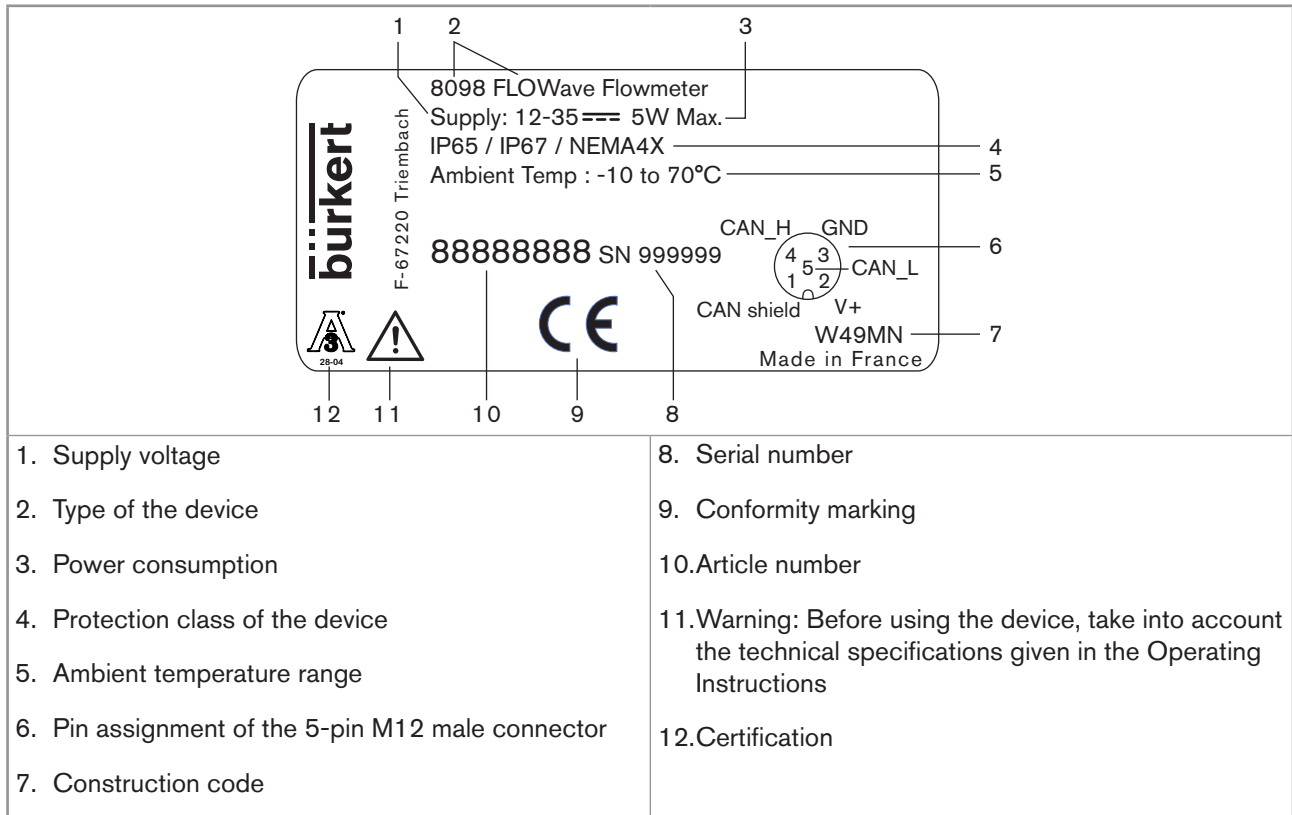 1 2 3
8098 FLOWave Flowmeter
Supply: 12-35 5W Max.
IP65 / IP67 / NEMA4X 4
Ambient Temp : -10 to 70°C 5
bürkert
F-67220 Triembach
88888888 SN 999999
CAN_H GND
6
4 3
5 CAN_L
1 2
CAN shield V+
W49MN 7
Made in France
A
3
28-04
CE
12 11 10 9 8
1. Supply voltage
2. Type of the device
3. Power consumption
4. Protection class of the device
5. Ambient temperature range
6. Pin assignment of the 5-pin M12 male connector
7. Construction code
8. Serial number
9. Conformity marking
10.Article number
11.Warning: Before using the device, take into account
the technical specifications given in the Operating
Instructions
12.Certification